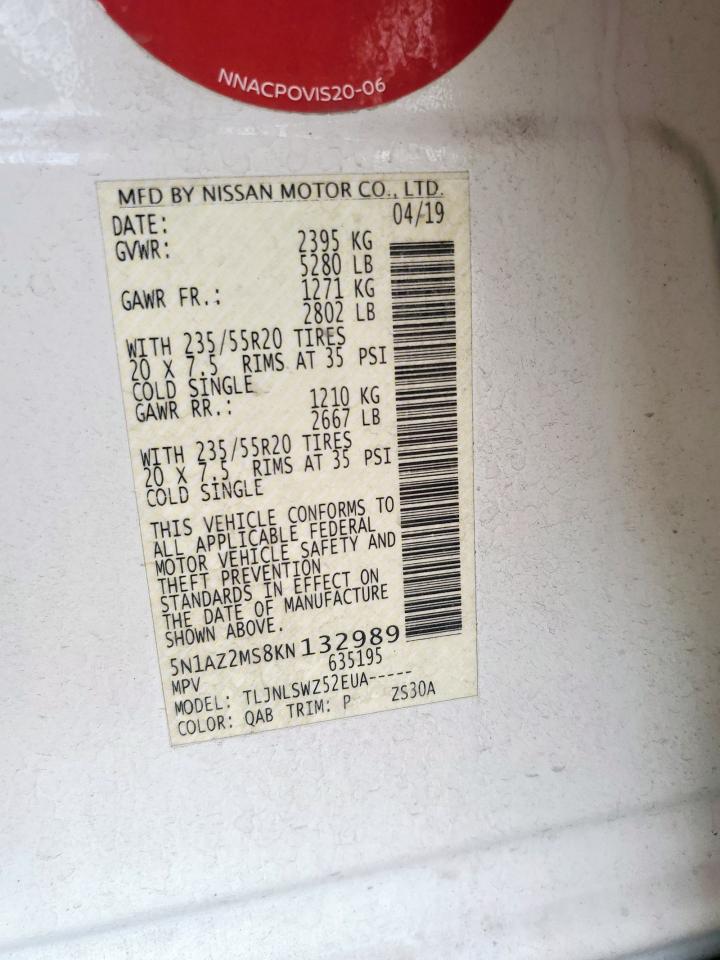 NNACPOVIS20-06
MFD BY NISSAN MOTOR CO., LTD.
DATE: 04/19
GVWR: 2395 KG
5280 LB
GAWR FR.: 1271 KG
2802 LB
WITH 235/55R20 TIRES
20 X 7.5 RIMS AT 35 PSI
COLD SINGLE
GAWR RR.: 1210 KG
2667 LB
WITH 235/55R20 TIRES
20 X 7.5 RIMS AT 35 PSI
COLD SINGLE
THIS VEHICLE CONFORMS TO
ALL APPLICABLE FEDERAL
MOTOR VEHICLE SAFETY AND
THEFT PREVENTION
STANDARDS IN EFFECT ON
THE DATE OF MANUFACTURE
SHOWN ABOVE.
5N1AZ2MS8KN132989
MPV 635195
MODEL: TLJNLSWZ52EUA-----
COLOR: QAB TRIM: P ZS30A